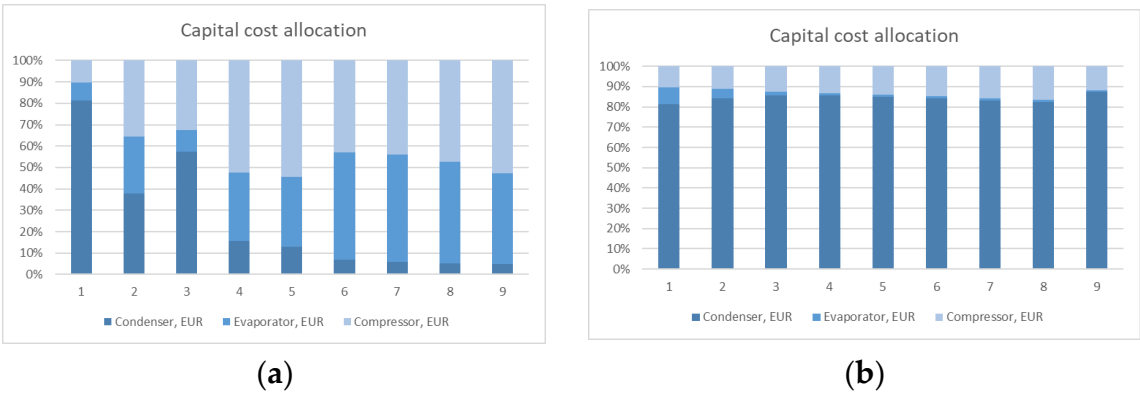 Capital cost allocation
100%
90%
80%
70%
60%
50%
40%
30%
20%
10%
0%
1 2 3 4 5 6 7 8 9
Condenser, EUR Evaporator, EUR Compressor, EUR
(a)
Capital cost allocation
100%
90%
80%
70%
60%
50%
40%
30%
20%
10%
0%
1 2 3 4 5 6 7 8 9
Condenser, EUR Evaporator, EUR Compressor, EUR
(b)